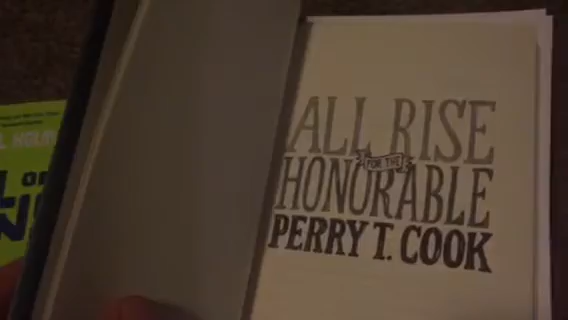 ALL RISE
FOR THE
HONORABLE
PERRY T. COOK